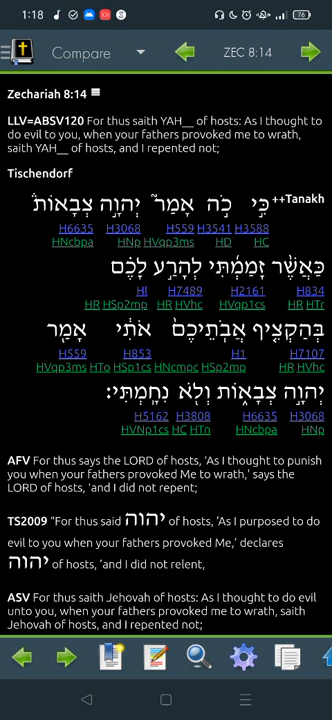 1:18
76
Compare
ZEC 8:14
Zechariah 8:14
LLV=ABSV120 For thus saith YAH__ of hosts: As I thought to
do evil to you, when your fathers provoked me to wrath,
saith YAH__ of hosts, and I repented not;
Tischendorf
++Tanakh כִּ֣י כֹ֣ה אָמַר֮ יְהוָ֣ה צְבָאוֹת֒
H6635 H3068 H559 H3541 H3588
HNcbpa HNp HVqp3ms HD HC
כַּאֲשֶׁ֨ר זָמַ֜מְתִּי לְהָרַ֣ע לָכֶ֗ם
Hl H7489 H2161 H834
HR HSp2mp HR HVhc HVqp1cs HR HTr
בְּהַקְצִ֤יף אֲבֹֽתֵיכֶם֙ אֹתִ֔י אָמַ֖ר
H559 H853 H1 H7107
HVqp3ms HTo HSp1cs HNcmpc HSp2mp HR HVhc
יְהוָ֣ה צְבָא֑וֹת וְלֹ֖א נִחָֽמְתִּי׃
H5162 H3808 H6635 H3068
HVNp1cs HC HTn HNcbpa HNp
AFV For thus says the LORD of hosts, 'As I thought to punish
you when your fathers provoked Me to wrath,' says the
LORD of hosts, 'and I did not repent;
TS2009 “For thus said יהוה of hosts, ‘As I purposed to do
evil to you when your fathers provoked Me,’ declares
יהוה of hosts, ‘and I did not relent,
ASV For thus saith Jehovah of hosts: As I thought to do evil
unto you, when your fathers provoked me to wrath, saith
Jehovah of hosts, and I repented not;